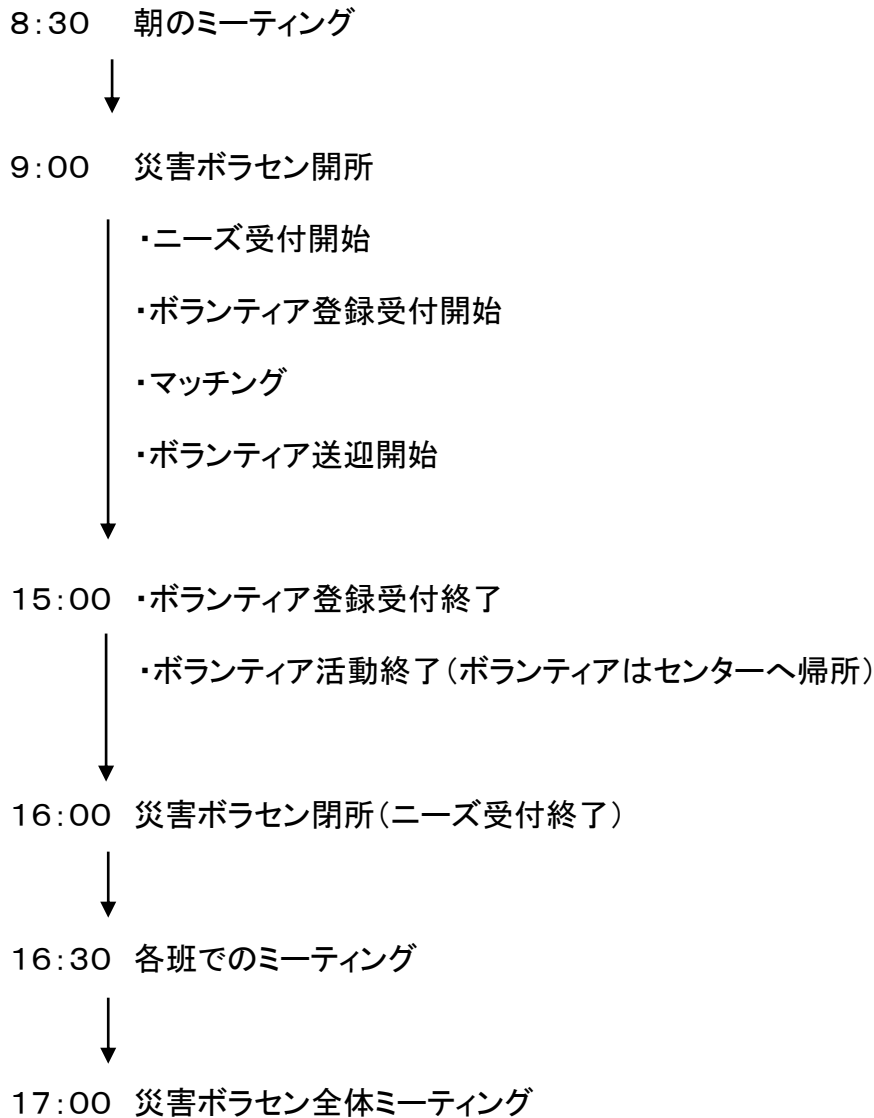 ８：３０　朝のミーティング
９：００　災害ボラセン開所
・ニーズ受付開始
・ボランティア登録受付開始
・マッチング
・ボランティア送迎開始
１５：００　・ボランティア登録受付終了
・ボランティア活動終了（ボランティアはセンターへ帰所）
１６：００　災害ボラセン閉所（ニーズ受付終了）
１６：３０　各班でのミーティング
１７：００　災害ボラセン全体ミーティング